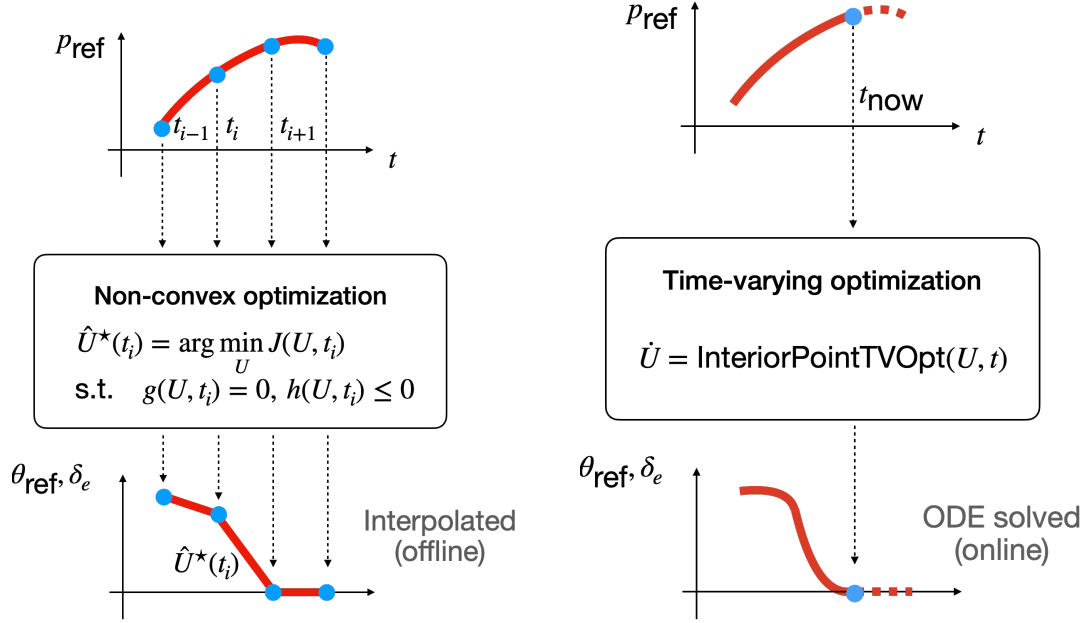 p_ref
t_{i−1} t_i t_{i+1}
t
Non-convex optimization
Û⋆(t_i) = arg min_U J(U, t_i)
s.t. g(U, t_i) = 0, h(U, t_i) ≤ 0
θ_ref, δ_e
Û⋆(t_i)
Interpolated
(offline)
p_ref
t_now
t
Time-varying optimization
U̇ = InteriorPointTVOpt(U, t)
θ_ref, δ_e
ODE solved
(online)